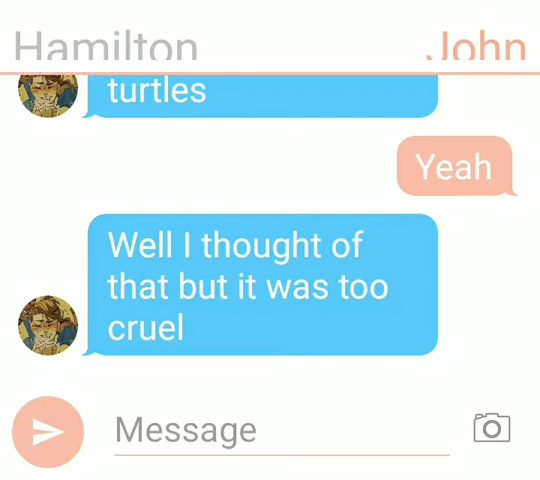 Hamilton John
turtles
Yeah
Well I thought of
that but it was too
cruel
Message